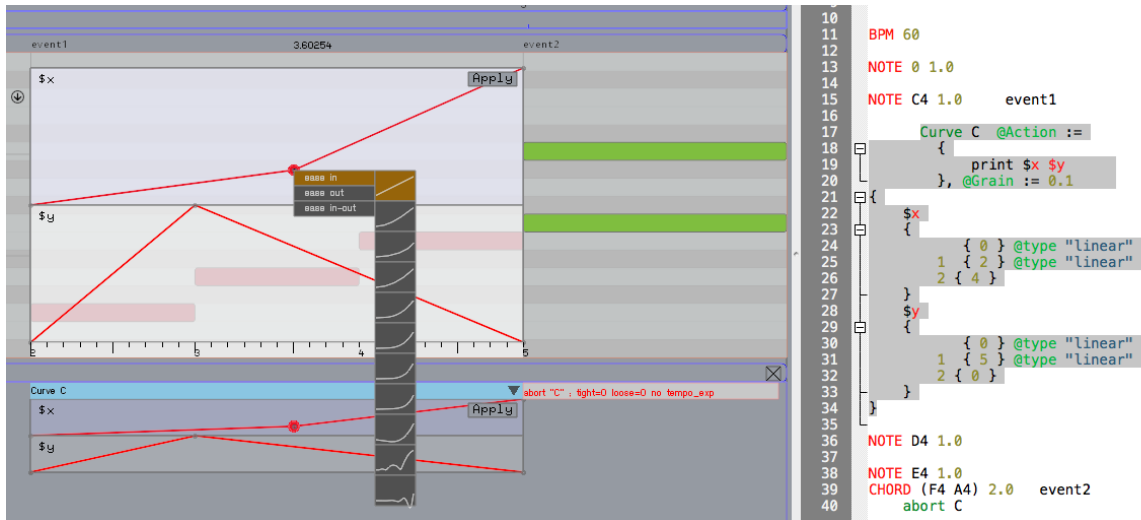 event1
3.60254
event2
$x
Apply
ease in
ease out
ease in-out
$y
2
3
4
5
Curve C
abort "C" ; tight=0 loose=0 no tempo_exp
$x
Apply
$y
10
11 BPM 60
12
13 NOTE 0 1.0
14
15 NOTE C4 1.0 event1
16
17 Curve C @Action :=
18 {
19 print $x $y
20 }, @Grain := 0.1
21 {
22 $x
23 {
24 { 0 } @type "linear"
25 1 { 2 } @type "linear"
26 2 { 4 }
27 }
28 $y
29 {
30 { 0 } @type "linear"
31 1 { 5 } @type "linear"
32 2 { 0 }
33 }
34 }
35
36 NOTE D4 1.0
37
38 NOTE E4 1.0
39 CHORD (F4 A4) 2.0 event2
40 abort C